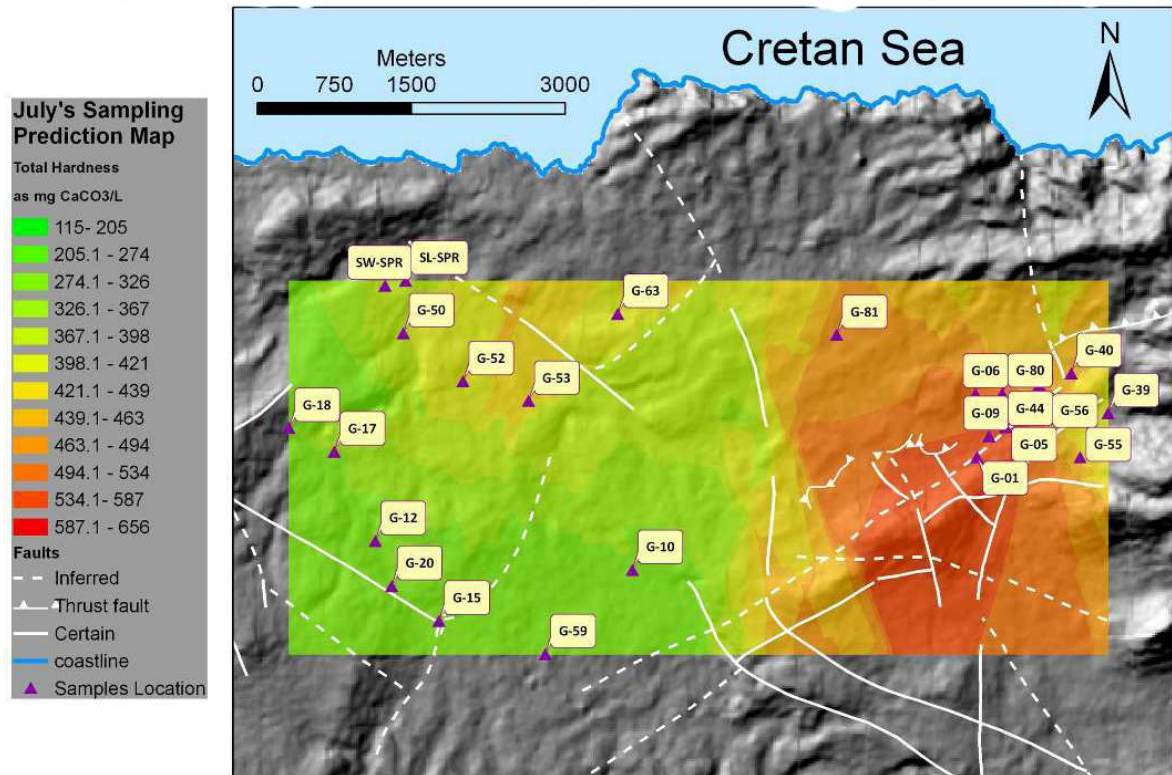 July's Sampling
Prediction Map
Total Hardness
as mg CaCO3/L
115- 205
205.1 - 274
274.1 - 326
326.1 - 367
367.1 - 398
398.1 - 421
421.1 - 439
439.1 - 463
463.1 - 494
494.1 - 534
534.1- 587
587.1 - 656
Faults
Inferred
Thrust fault
Certain
coastline
Samples Location
Meters
0 750 1500 3000
Cretan Sea
N
SW-SPR
SL-SPR
G-50
G-63
G-81
G-52
G-53
G-40
G-06
G-80
G-39
G-18
G-17
G-09
G-44
G-56
G-05
G-55
G-01
G-12
G-20
G-10
G-15
G-59